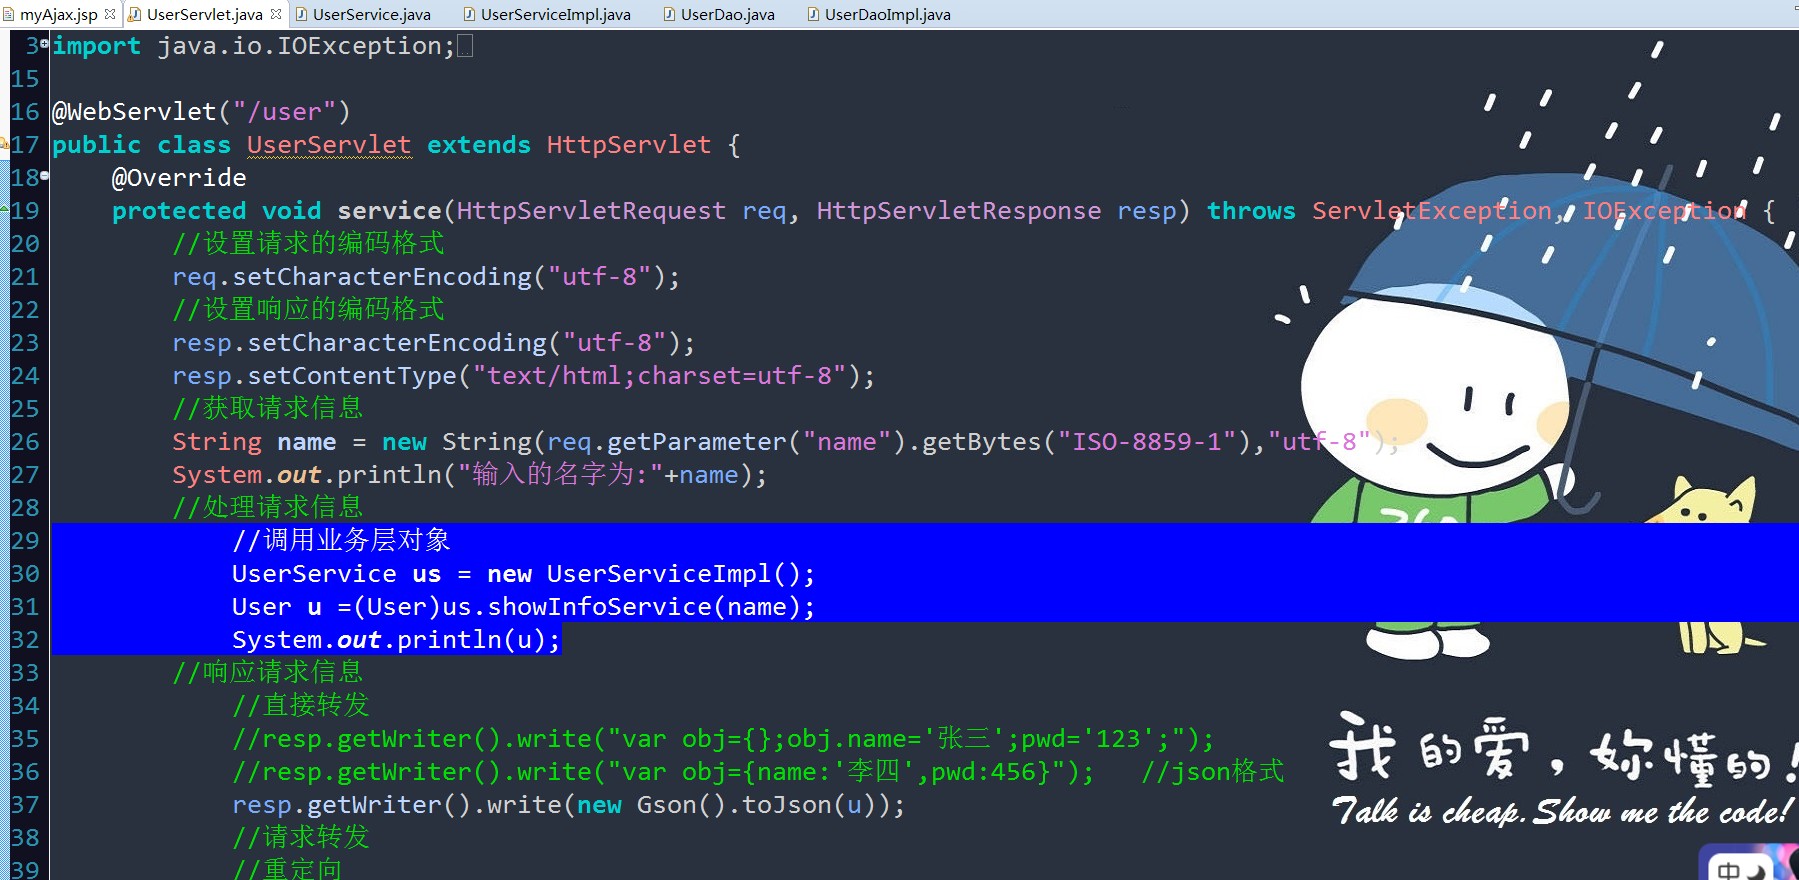 myAjax.jsp UserServlet.java UserService.java UserServiceImpl.java UserDao.java UserDaoImpl.java
3 import java.io.IOException;
15
16 @WebServlet("/user")
17 public class UserServlet extends HttpServlet {
18 @Override
19 protected void service(HttpServletRequest req, HttpServletResponse resp) throws ServletException, IOException {
20 //设置请求的编码格式
21 req.setCharacterEncoding("utf-8");
22 //设置响应的编码格式
23 resp.setCharacterEncoding("utf-8");
24 resp.setContentType("text/html;charset=utf-8");
25 //获取请求信息
26 String name = new String(req.getParameter("name").getBytes("ISO-8859-1"),"utf-8");
27 System.out.println("输入的名字为:"+name);
28 //处理请求信息
29 //调用业务层对象
30 UserService us = new UserServiceImpl();
31 User u =(User)us.showInfoService(name);
32 System.out.println(u);
33 //响应请求信息
34 //直接转发
35 //resp.getWriter().write("var obj={};obj.name='张三';pwd='123';");
36 //resp.getWriter().write("var obj={name:'李四',pwd:456}"); //json格式
37 resp.getWriter().write(new Gson().toJson(u));
38 //请求转发
39 //重定向
我的爱，妳懂的！
Talk is cheap. Show me the code!
中